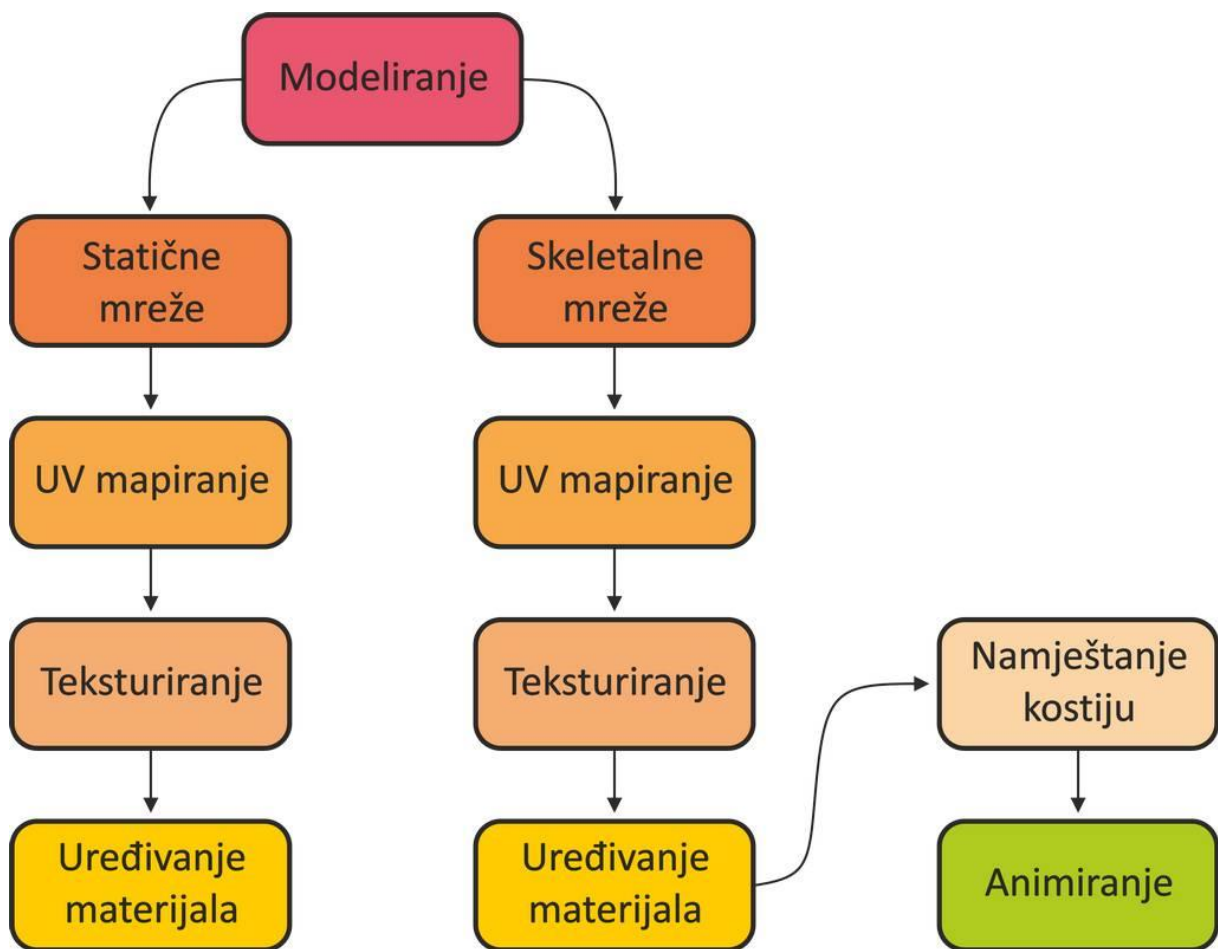 Modeliranje
Statične
mreže
Skeletalne
mreže
UV mapiranje
UV mapiranje
Teksturiranje
Teksturiranje
Namještanje
kostiju
Uređivanje
materijala
Uređivanje
materijala
Animiranje